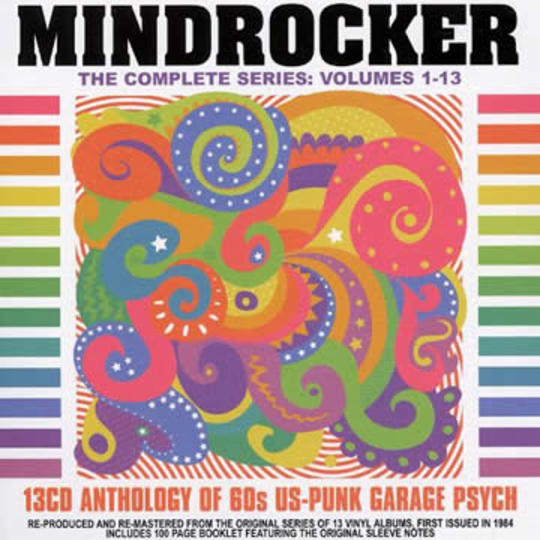 MINDROCKER
THE COMPLETE SERIES: VOLUMES 1-13
13CD ANTHOLOGY OF 60s US-PUNK GARAGE PSYCH
RE-PRODUCED AND RE-MASTERED FROM THE ORIGINAL SERIES OF 13 VINYL ALBUMS, FIRST ISSUED IN 1984
INCLUDES 100 PAGE BOOKLET FEATURING THE ORIGINAL SLEEVE NOTES